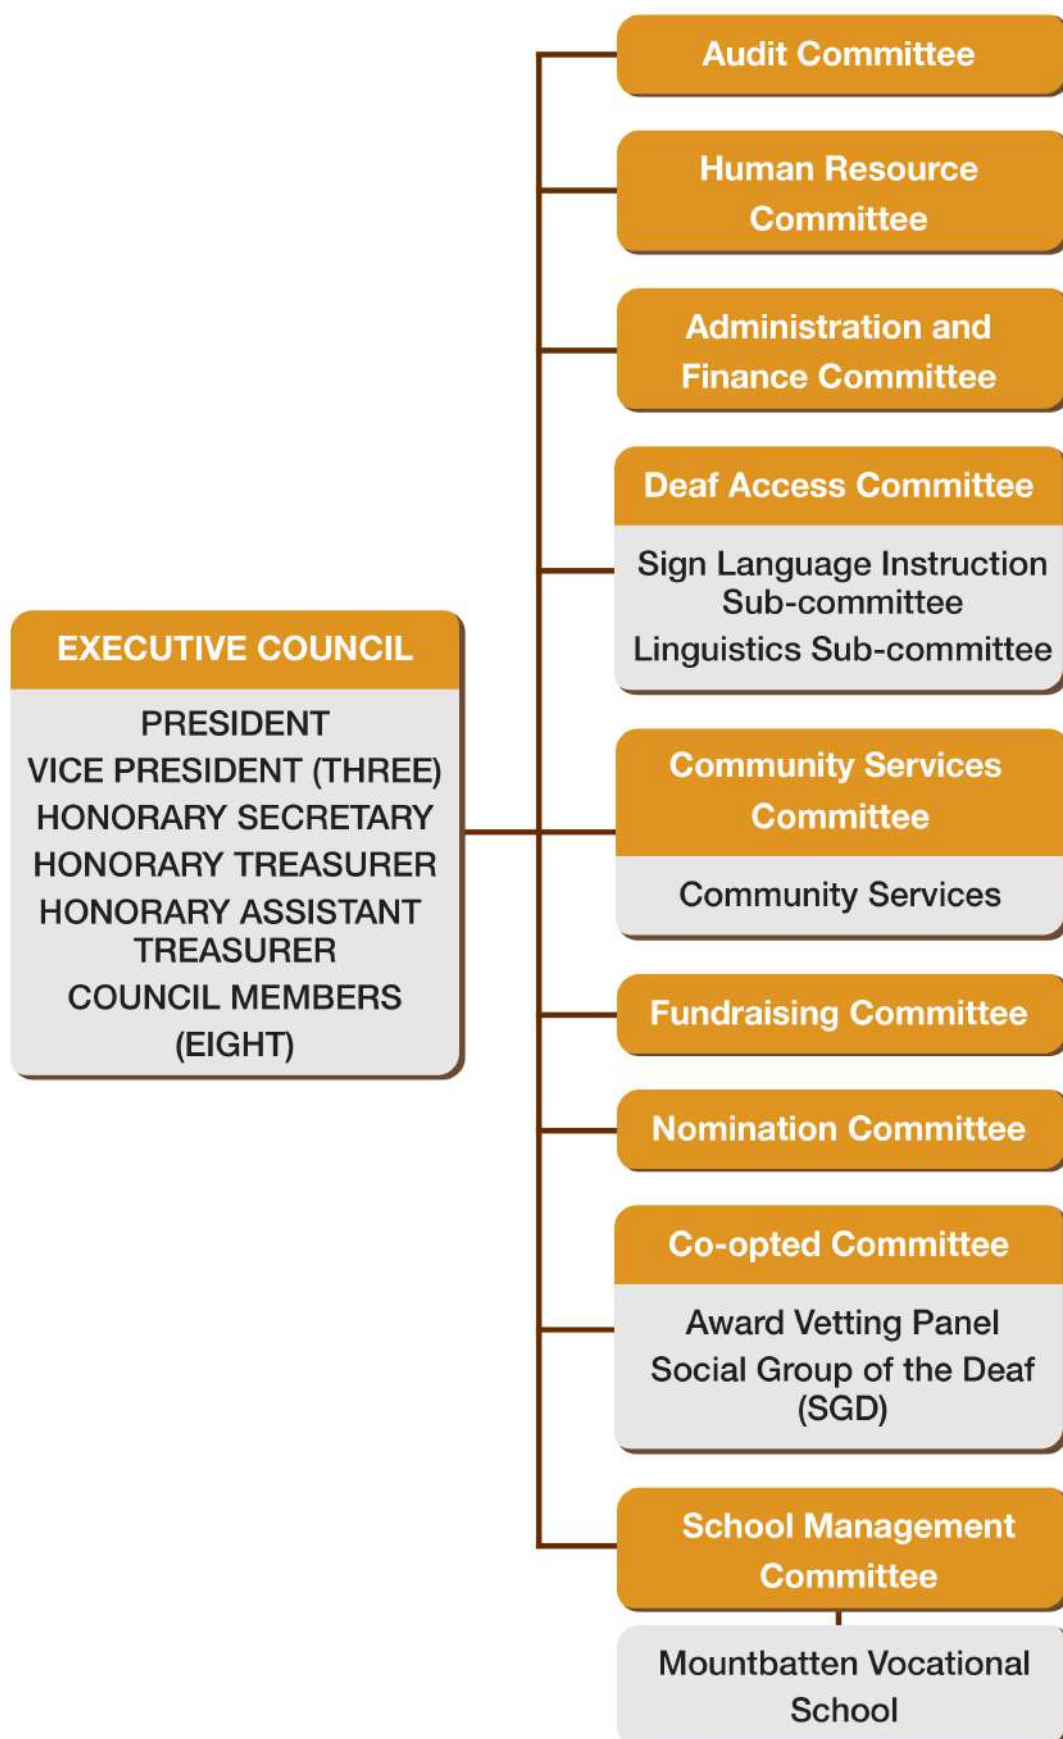 Audit Committee
Human Resource
Committee
Administration and
Finance Committee
Deaf Access Committee
Sign Language Instruction
Sub-committee
Linguistics Sub-committee
EXECUTIVE COUNCIL
PRESIDENT
VICE PRESIDENT (THREE)
HONORARY SECRETARY
HONORARY TREASURER
HONORARY ASSISTANT
TREASURER
COUNCIL MEMBERS
(EIGHT)
Community Services
Committee
Community Services
Fundraising Committee
Nomination Committee
Co-opted Committee
Award Vetting Panel
Social Group of the Deaf
(SGD)
School Management
Committee
Mountbatten Vocational
School